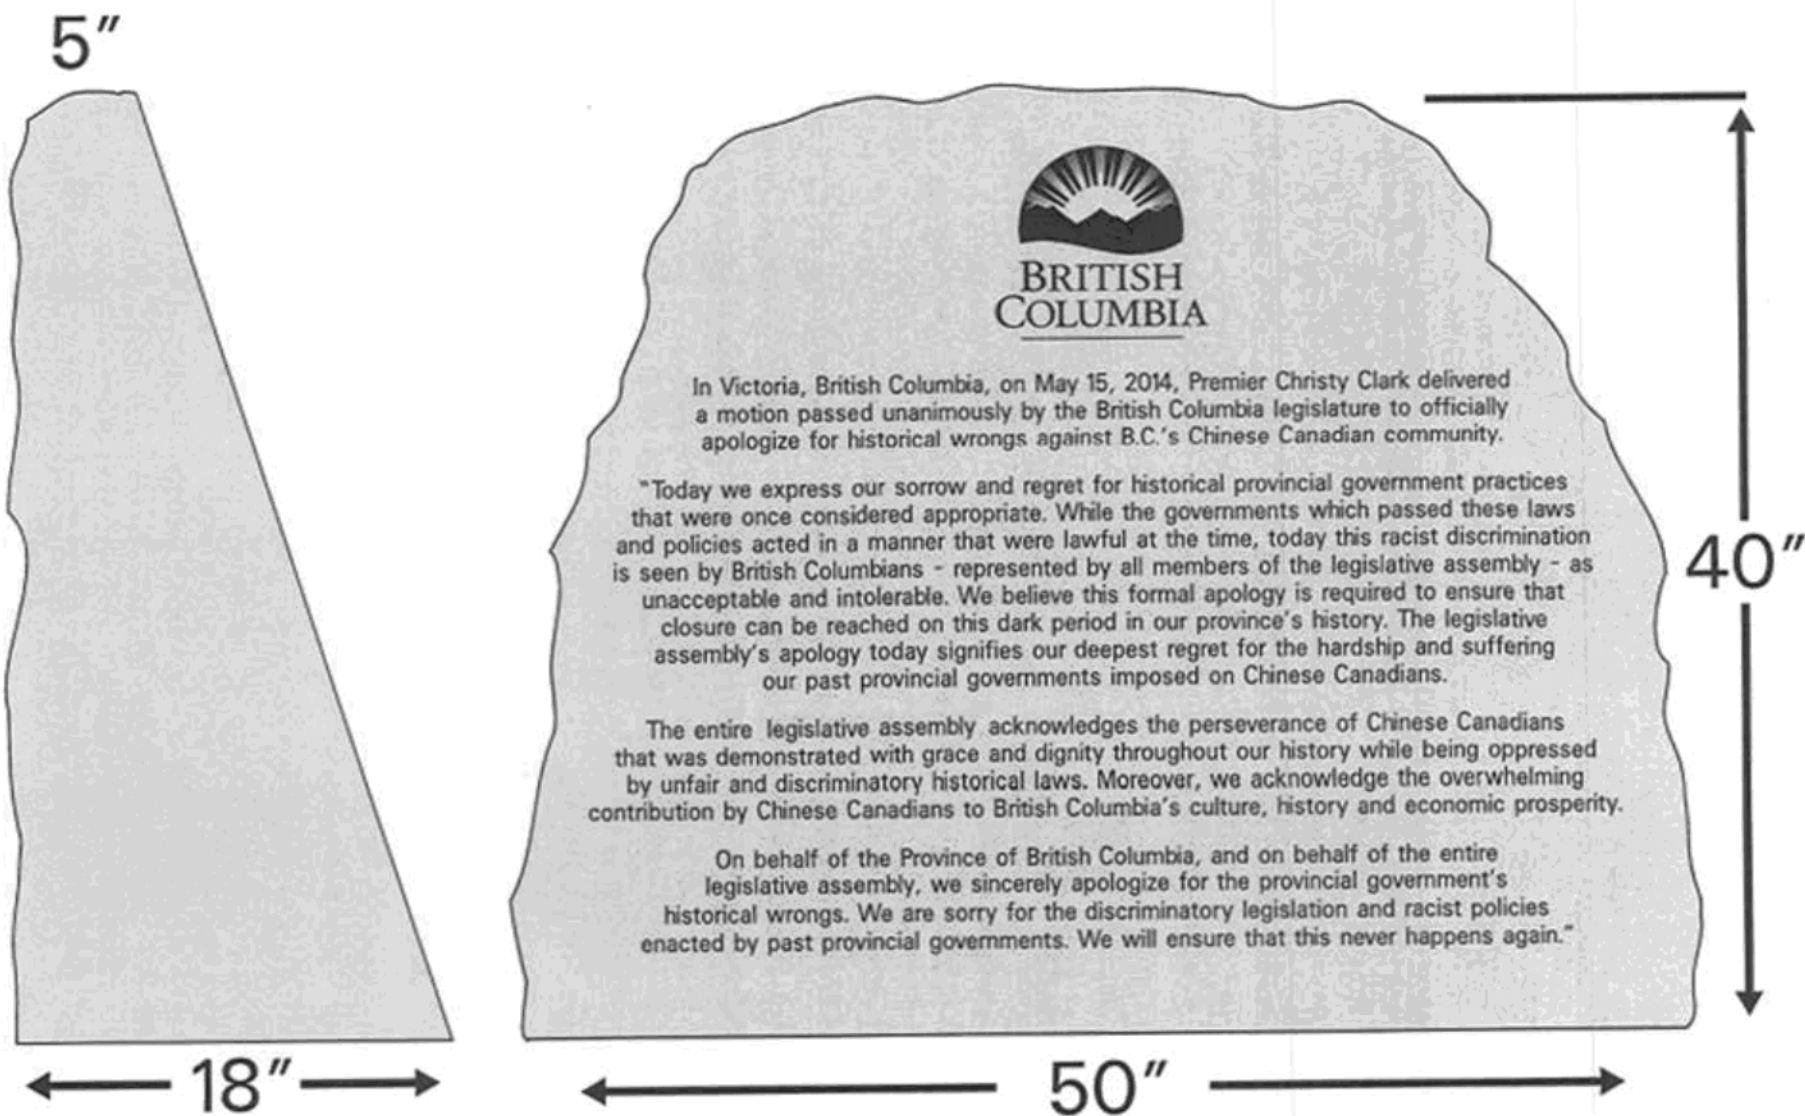 5"
BRITISH
COLUMBIA
In Victoria, British Columbia, on May 15, 2014, Premier Christy Clark delivered
a motion passed unanimously by the British Columbia legislature to officially
apologize for historical wrongs against B.C.'s Chinese Canadian community.
"Today we express our sorrow and regret for historical provincial government practices
that were once considered appropriate. While the governments which passed these laws
and policies acted in a manner that were lawful at the time, today this racist discrimination
is seen by British Columbians - represented by all members of the legislative assembly - as
unacceptable and intolerable. We believe this formal apology is required to ensure that
closure can be reached on this dark period in our province's history. The legislative
assembly's apology today signifies our deepest regret for the hardship and suffering
our past provincial governments imposed on Chinese Canadians.
The entire legislative assembly acknowledges the perseverance of Chinese Canadians
that was demonstrated with grace and dignity throughout our history while being oppressed
by unfair and discriminatory historical laws. Moreover, we acknowledge the overwhelming
contribution by Chinese Canadians to British Columbia's culture, history and economic prosperity.
On behalf of the Province of British Columbia, and on behalf of the entire
legislative assembly, we sincerely apologize for the provincial government's
historical wrongs. We are sorry for the discriminatory legislation and racist policies
enacted by past provincial governments. We will ensure that this never happens again."
40"
18"
50"